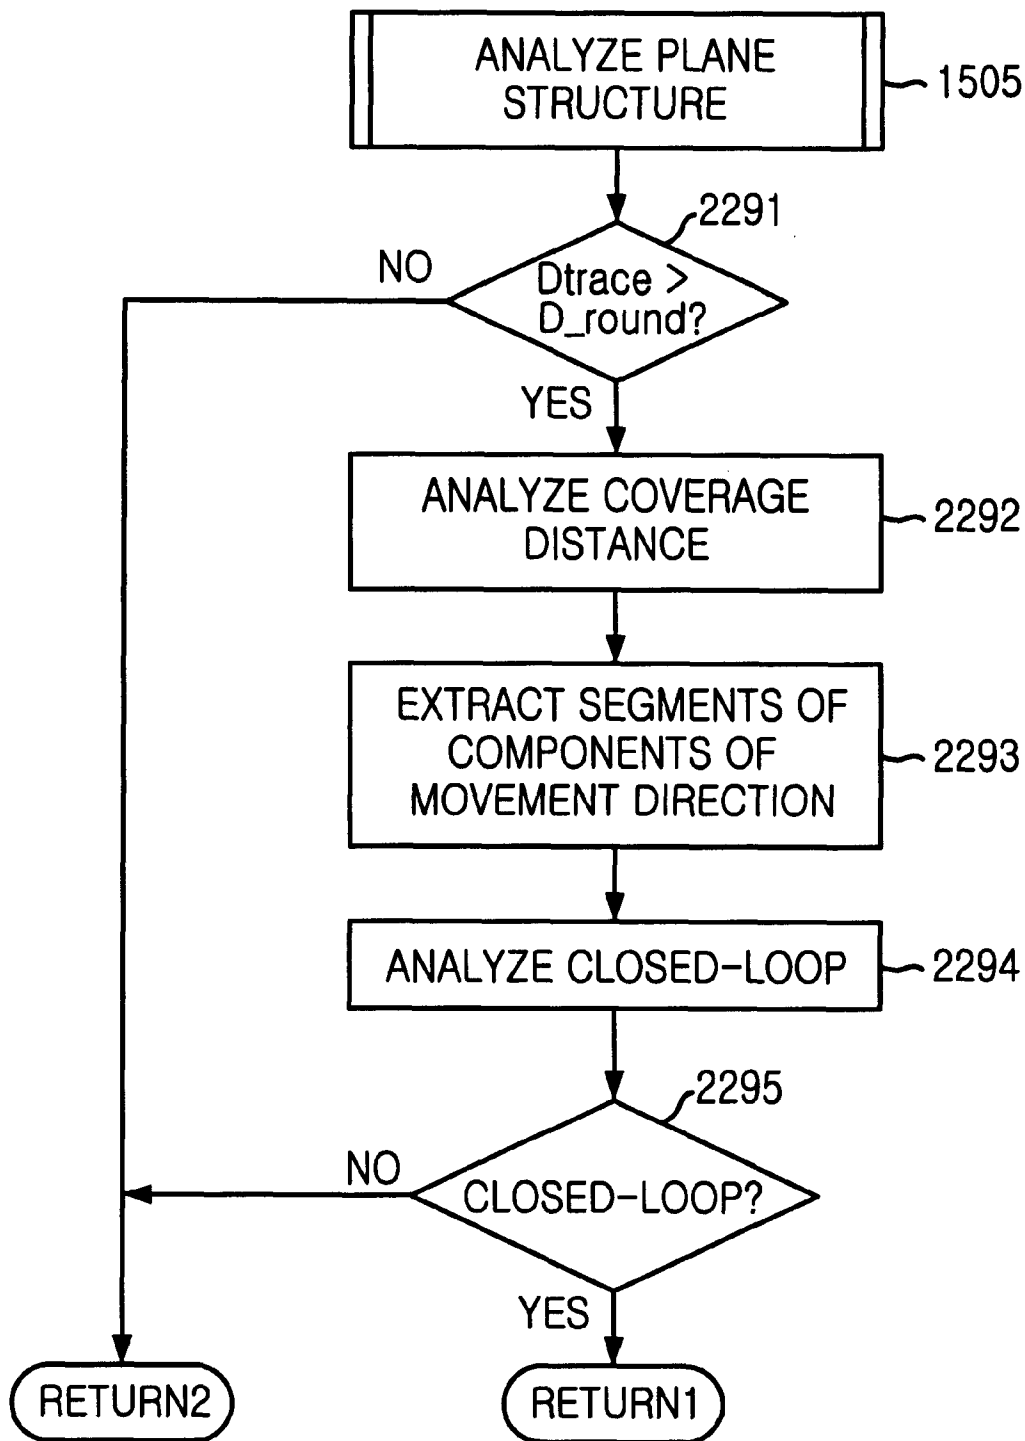 ANALYZE PLANE
STRUCTURE
1505
2291
NO
Dtrace >
D_round?
YES
ANALYZE COVERAGE
DISTANCE
2292
EXTRACT SEGMENTS OF
COMPONENTS OF
MOVEMENT DIRECTION
2293
ANALYZE CLOSED-LOOP
2294
2295
NO
CLOSED-LOOP?
YES
RETURN2
RETURN1